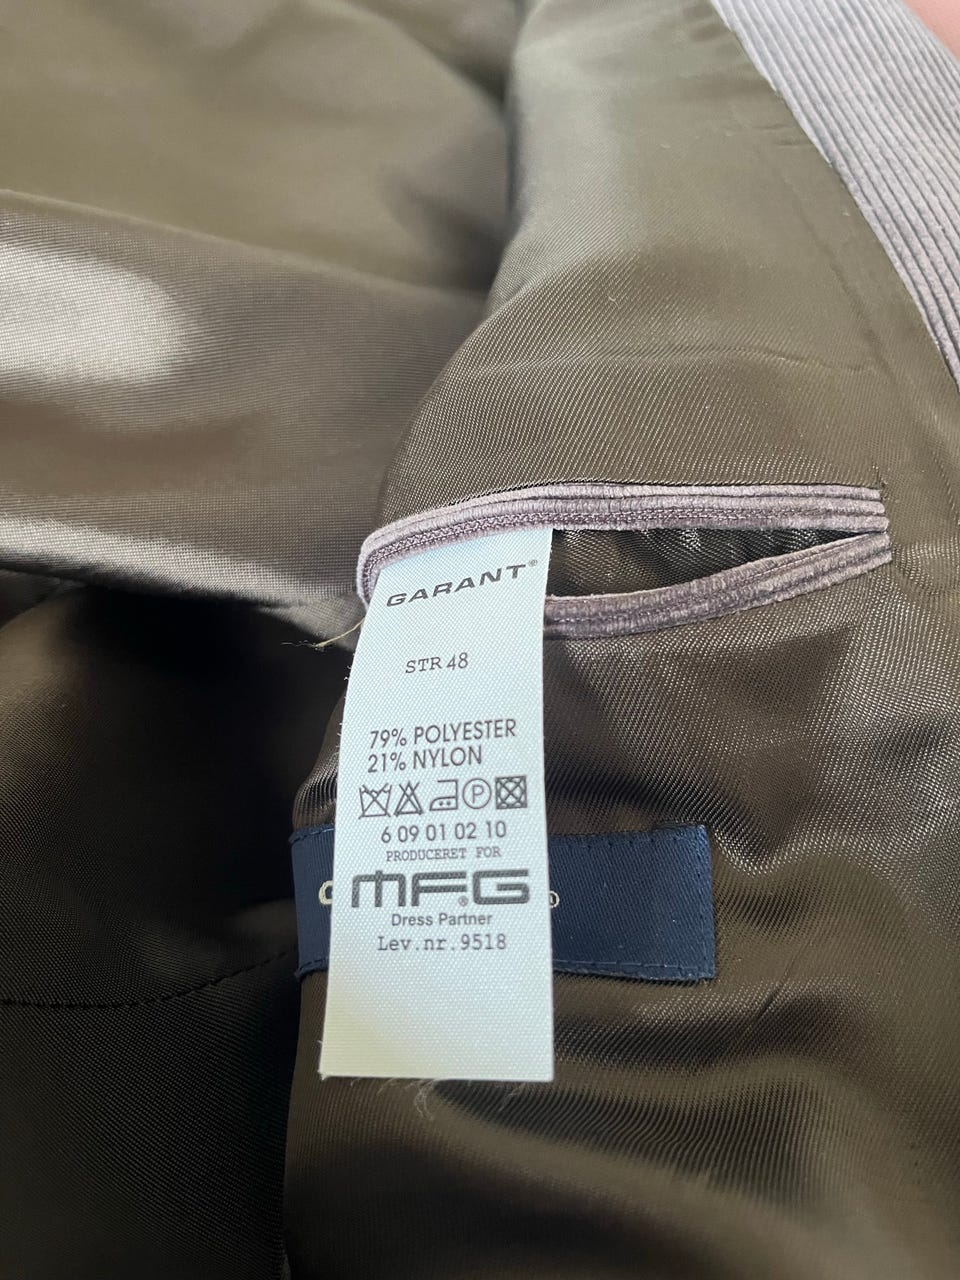 GARANT®
STR 48
79% POLYESTER
21% NYLON
P
6 09 01 02 10
PRODUCERET FOR
MF.G
Dress Partner
Lev.nr.9518